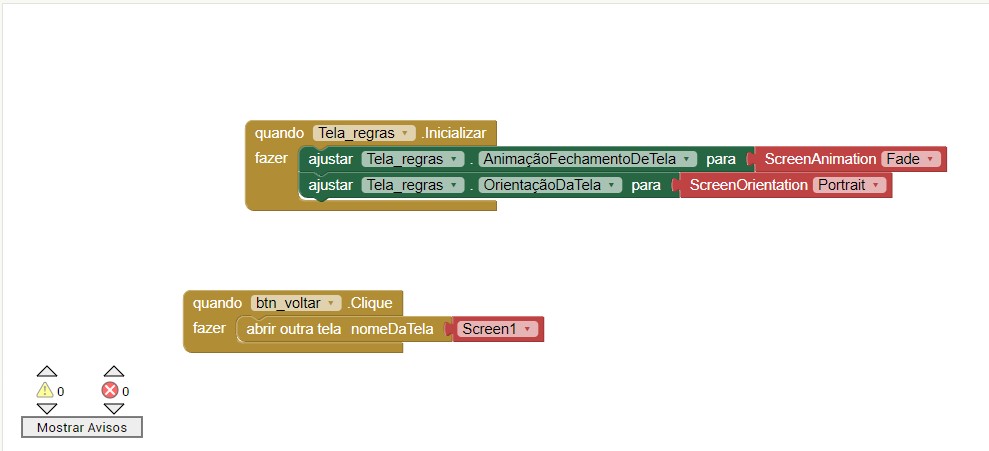 quando Tela_regras .Inicializar
fazer ajustar Tela_regras . AnimaçãoFechamentoDeTela para ScreenAnimation Fade
ajustar Tela_regras . OrientaçãoDaTela para ScreenOrientation Portrait
quando btn_voltar .Clique
fazer abrir outra tela nomeDaTela Screen1
0 0
Mostrar Avisos